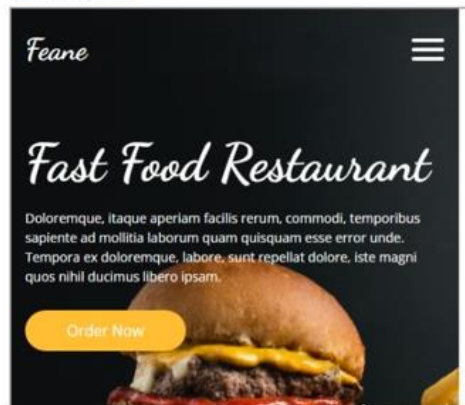 Feane
Fast Food Restaurant
Doloremque, itaque aperiam facilis rerum, commodi, temporibus
sapiente ad mollitia laborum quam quisquam esse error unde.
Tempora ex doloremque, labore, sunt repellat dolore, iste magni
quos nihil ducimus libero ipsam.
Order Now